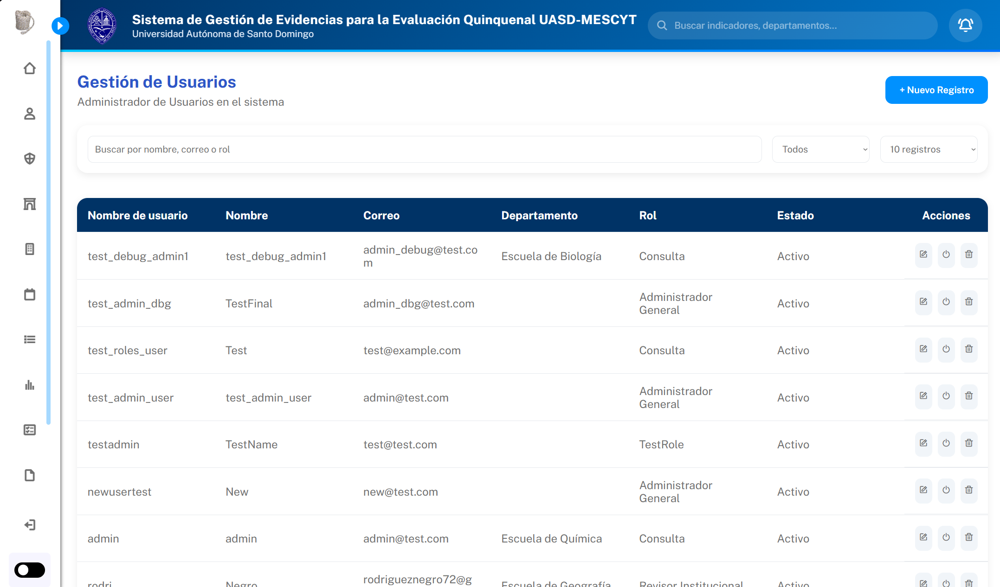 Sistema de Gestión de Evidencias para la Evaluación Quinquenal UASD-MESCYT
Universidad Autónoma de Santo Domingo
Buscar indicadores, departamentos...
Gestión de Usuarios
Administrador de Usuarios en el sistema
+ Nuevo Registro
Buscar por nombre, correo o rol
Todos
10 registros
Nombre de usuario Nombre Correo Departamento Rol Estado Acciones
test_debug_admin1 test_debug_admin1 admin_debug@test.co
m Escuela de Biología Consulta Activo
test_admin_dbg TestFinal admin_dbg@test.com Administrador
General Activo
test_roles_user Test test@example.com Consulta Activo
test_admin_user test_admin_user admin@test.com Administrador
General Activo
testadmin TestName test@test.com TestRole Activo
newusertest New new@test.com Administrador
General Activo
admin admin admin@test.com Escuela de Química Consulta Activo
rodri Negro rodrigueznegro72@g Escuela de Geografía Revisor Institucional Activo